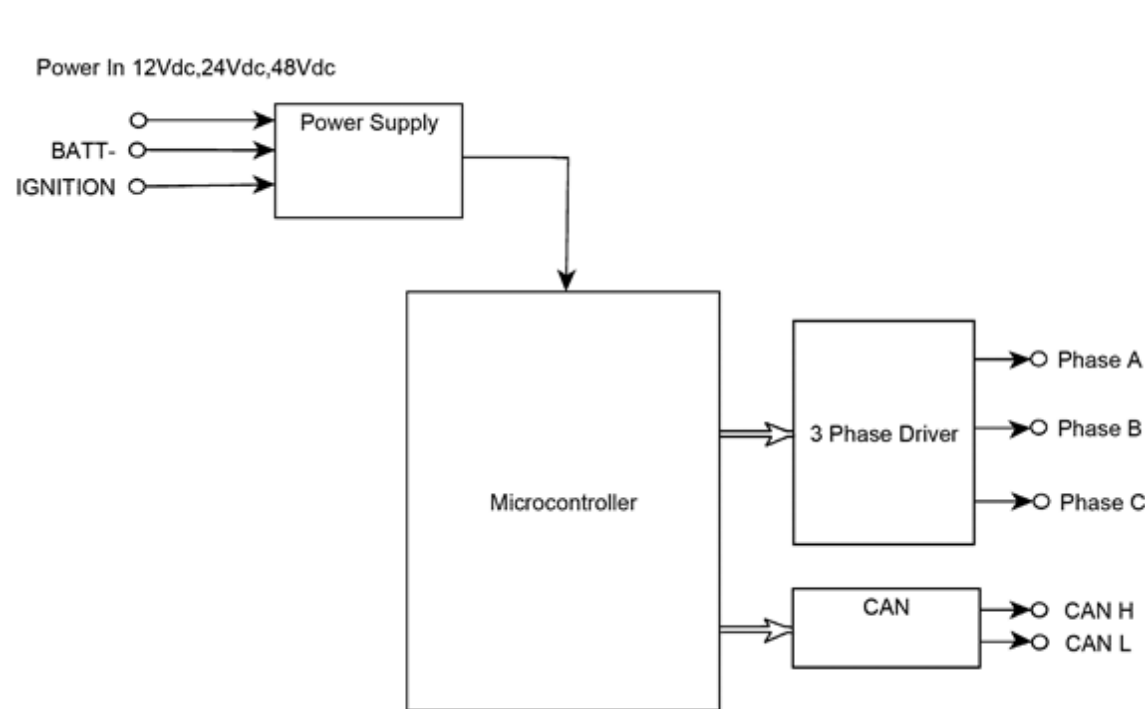 Power In 12Vdc,24Vdc,48Vdc
Power Supply
BATT-
IGNITION
Microcontroller
3 Phase Driver
Phase A
Phase B
Phase C
CAN
CAN H
CAN L